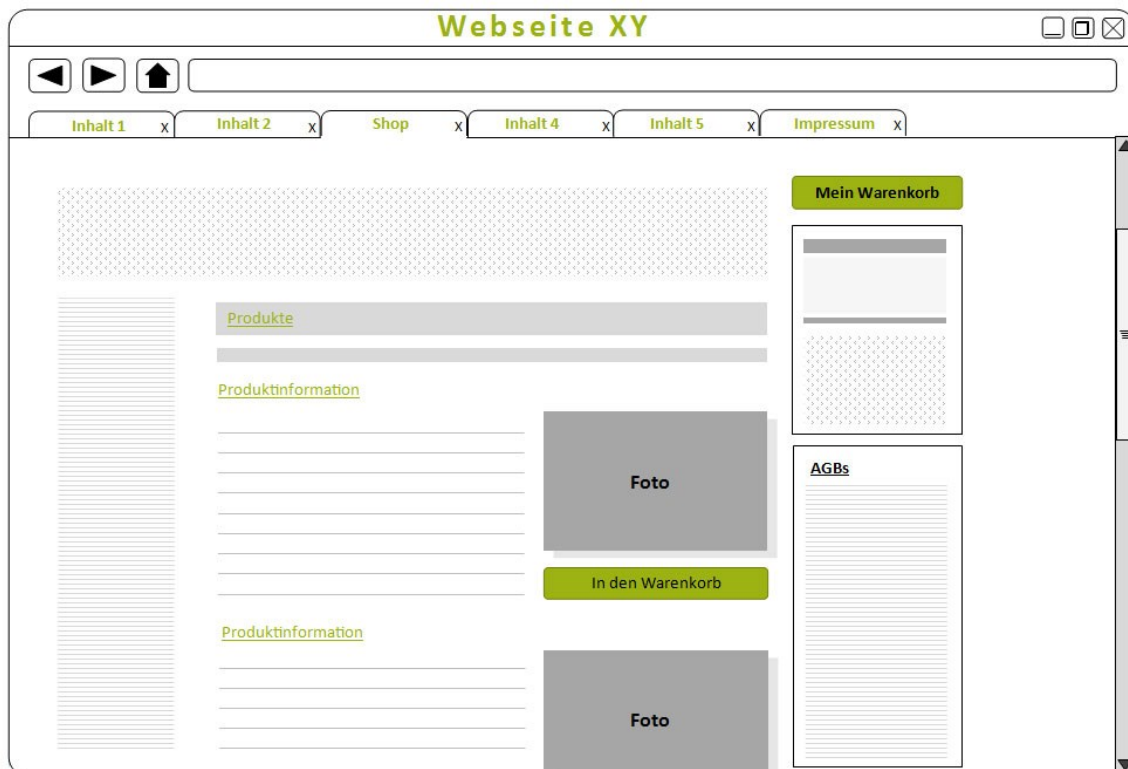 Webseite XY
Inhalt 1 x Inhalt 2 x Shop x Inhalt 4 x Inhalt 5 x Impressum x
Mein Warenkorb
Produkte
Produktinformation
Foto
AGBs
In den Warenkorb
Produktinformation
Foto